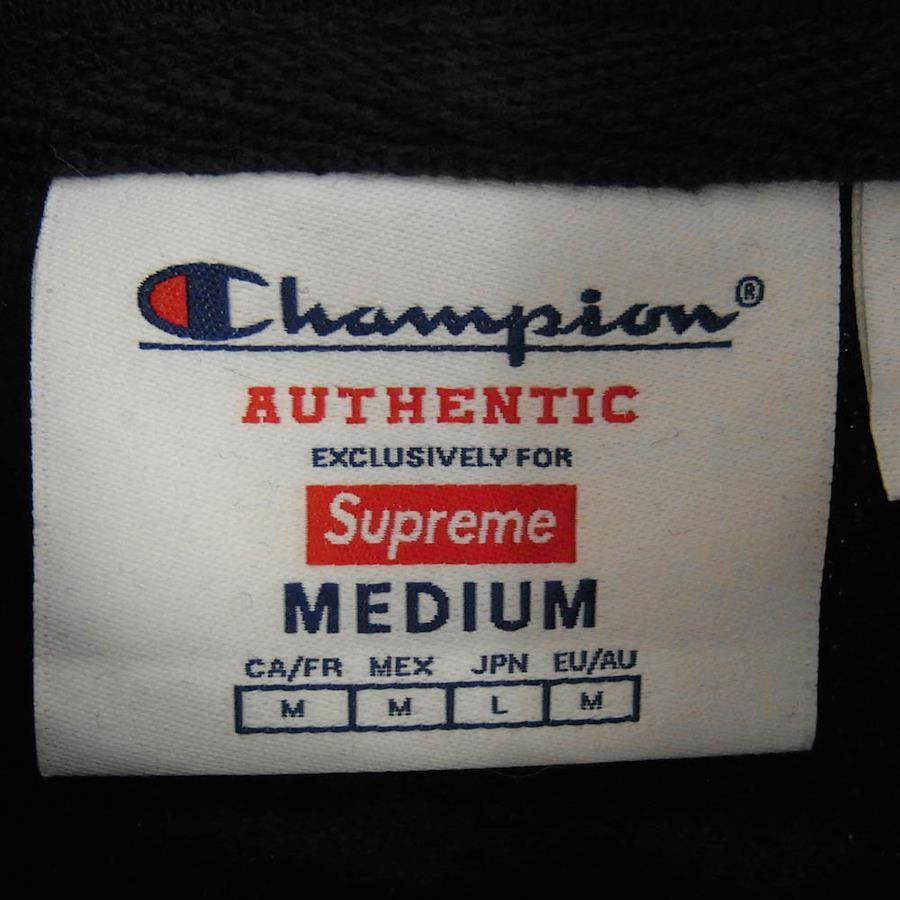 Champion®
AUTHENTIC
EXCLUSIVELY FOR
Supreme
MEDIUM
CA/FR MEX JPN EU/AU
M M L M